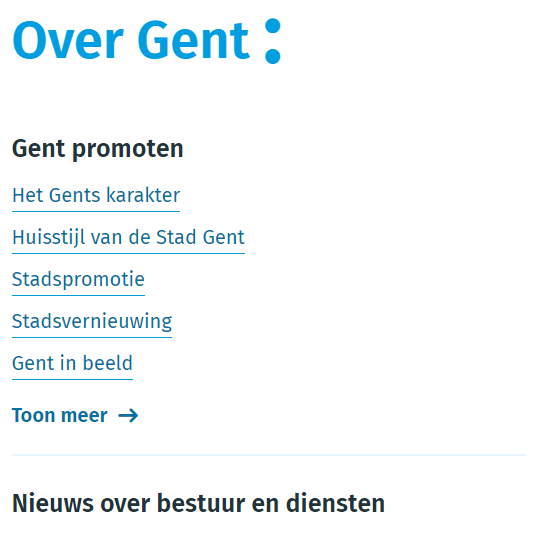 Over Gent :
Gent promoten
Het Gents karakter
Huisstijl van de Stad Gent
Stadspromotie
Stadsvernieuwing
Gent in beeld
Toon meer →
Nieuws over bestuur en diensten